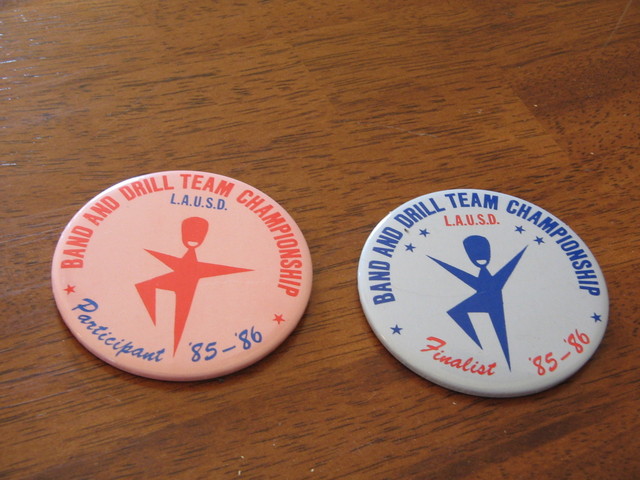 BAND AND DRILL TEAM CHAMPIONSHIP
L.A.U.S.D.
Participant '85-'86
BAND AND DRILL TEAM CHAMPIONSHIP
L.A.U.S.D.
Finalist '85-'86